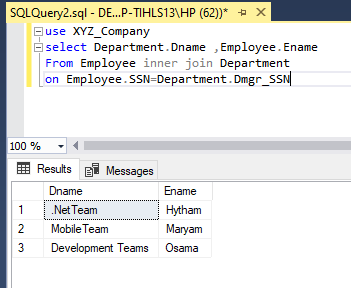 SQLQuery2.sql - DE...P-TIHLS13\HP (62))*
use XYZ_Company
select Department.Dname ,Employee.Ename
From Employee inner join Department
on Employee.SSN=Department.Dmgr_SSN
100 %
Results Messages
Dname Ename
1 .NetTeam Hytham
2 MobileTeam Maryam
3 Development Teams Osama